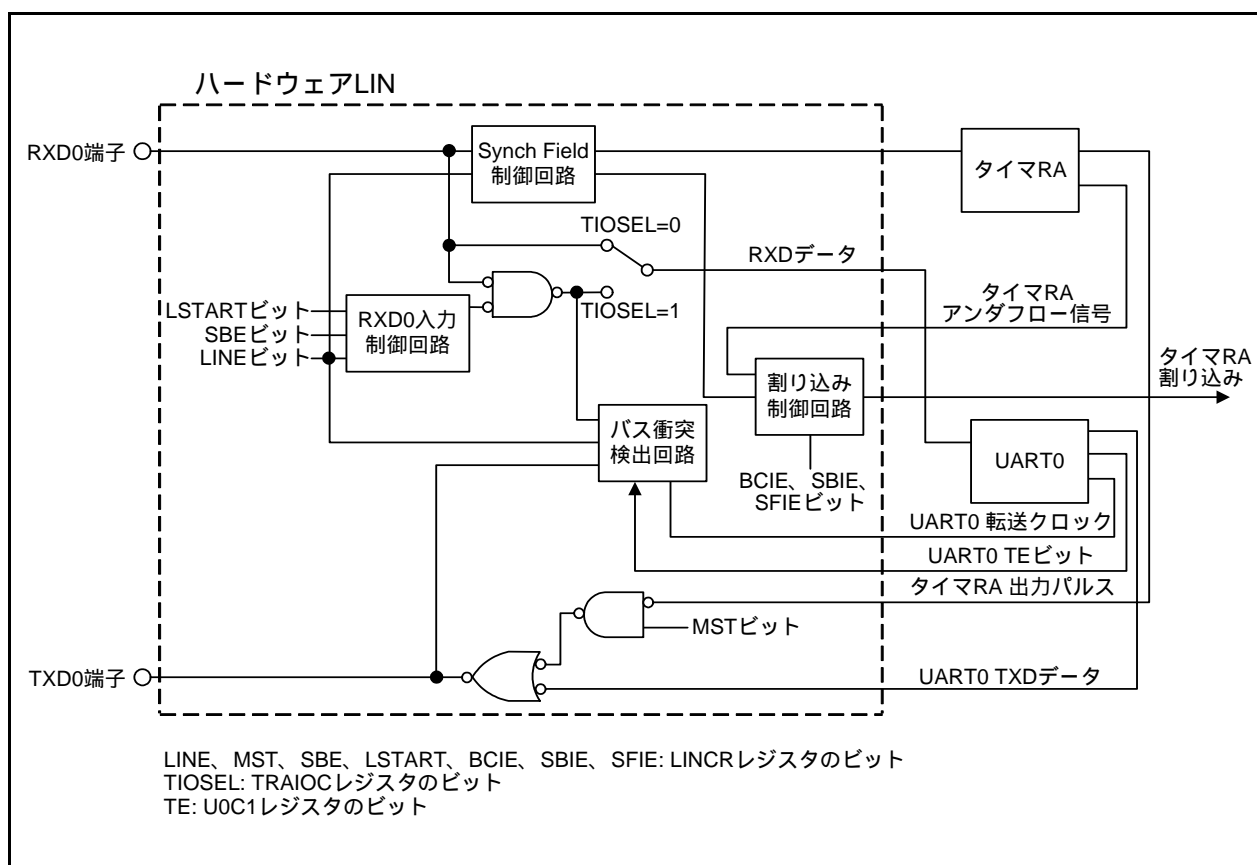 ハードウェアLIN
RXD0端子
Synch Field
制御回路
タイマRA
TIOSEL=0
RXDデータ
タイマRA
アンダフロー信号
LSTARTビット
SBEビット
LINEビット
RXD0入力
制御回路
TIOSEL=1
割り込み
制御回路
タイマRA
割り込み
バス衝突
検出回路
UART0
BCIE、SBIE、
SFIEビット
UART0 転送クロック
UART0 TEビット
タイマRA 出力パルス
MSTビット
TXD0端子
UART0 TXDデータ
LINE、MST、SBE、LSTART、BCIE、SBIE、SFIE: LINCRレジスタのビット
TIOSEL: TRAIOCレジスタのビット
TE: U0C1レジスタのビット